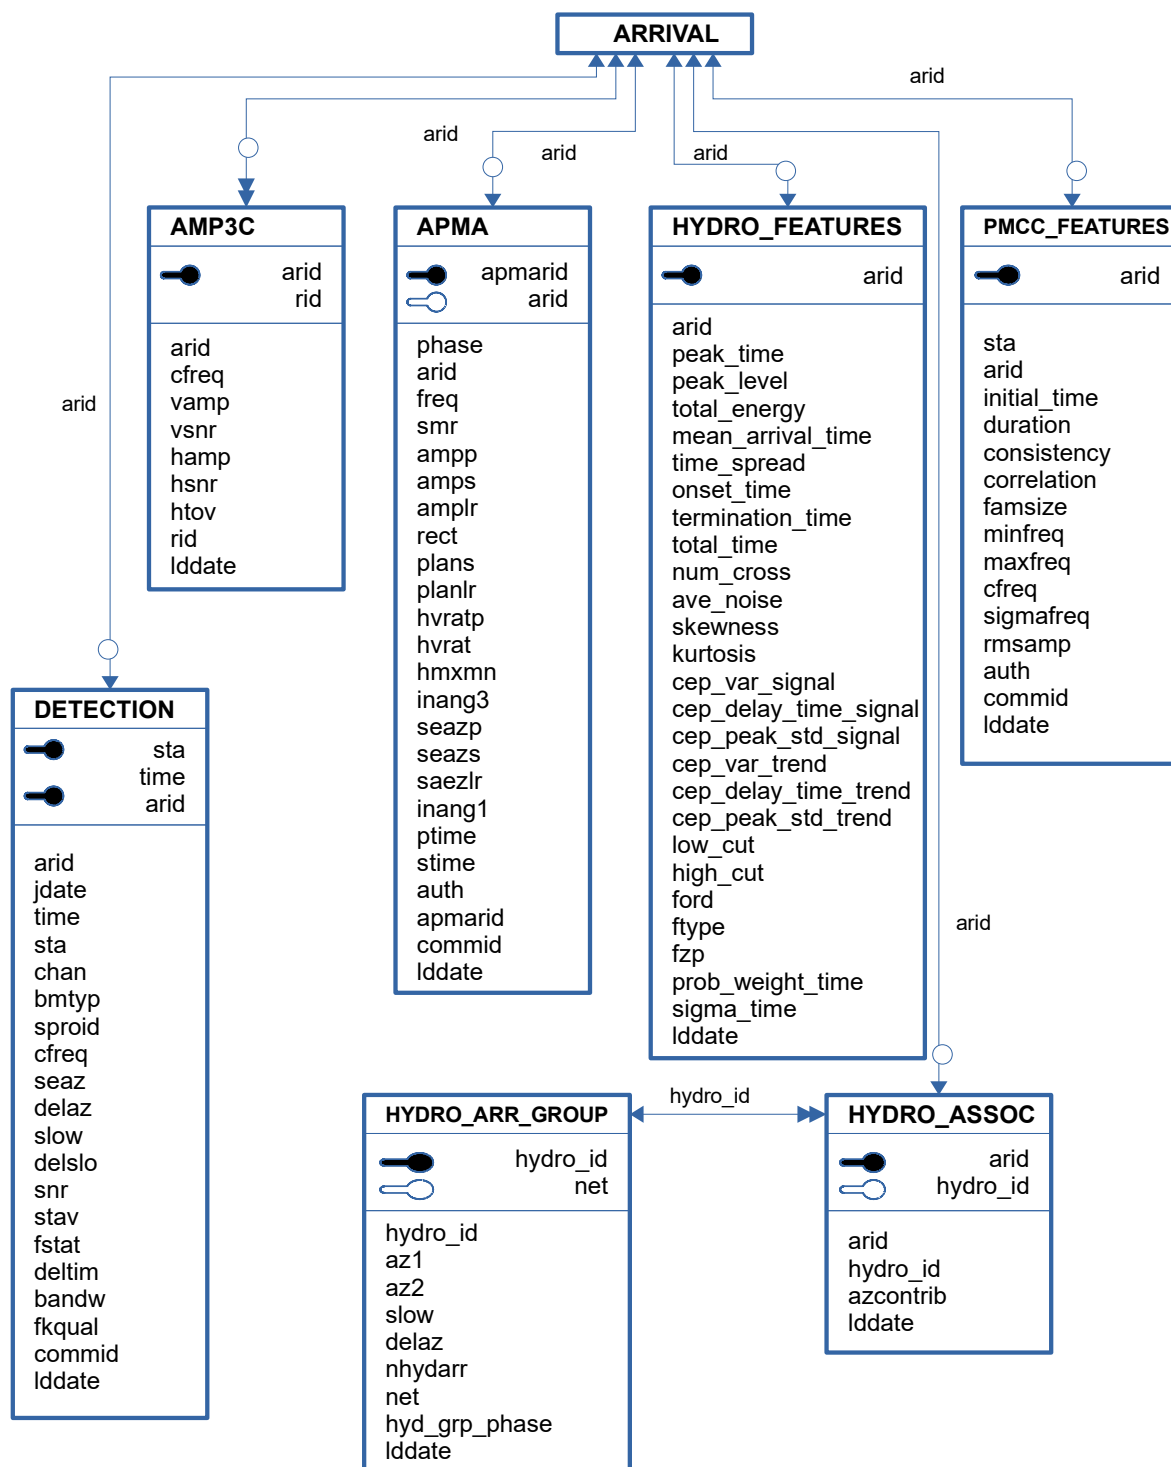 ARRIVAL
arid
arid
arid
arid
arid
arid
AMP3C
arid
rid
arid
cfreq
vamp
vsnr
hamp
hsnr
htov
rid
lddate
APMA
apmarid
arid
phase
arid
freq
smr
ampp
amps
amplr
rect
plans
planlr
hvratp
hvrat
hmxmn
inang3
seazp
seazs
saezlr
inang1
ptime
stime
auth
apmarid
commid
lddate
HYDRO_FEATURES
arid
arid
peak_time
peak_level
total_energy
mean_arrival_time
time_spread
onset_time
termination_time
total_time
num_cross
ave_noise
skewness
kurtosis
cep_var_signal
cep_delay_time_signal
cep_peak_std_signal
cep_var_trend
cep_delay_time_trend
cep_peak_std_trend
low_cut
high_cut
ford
ftype
fzp
prob_weight_time
sigma_time
lddate
PMCC_FEATURES
arid
sta
arid
initial_time
duration
consistency
correlation
famsize
minfreq
maxfreq
cfreq
sigmafreq
rmsamp
auth
commid
lddate
DETECTION
sta
time
arid
arid
jdate
time
sta
chan
bmtyp
sproid
cfreq
seaz
delaz
slow
delslo
snr
stav
fstat
deltim
bandw
fkqual
commid
lddate
HYDRO_ARR_GROUP
hydro_id
net
hydro_id
az1
az2
slow
delaz
nhydarr
net
hyd_grp_phase
lddate
hydro_id
HYDRO_ASSOC
arid
hydro_id
arid
hydro_id
azcontrib
lddate